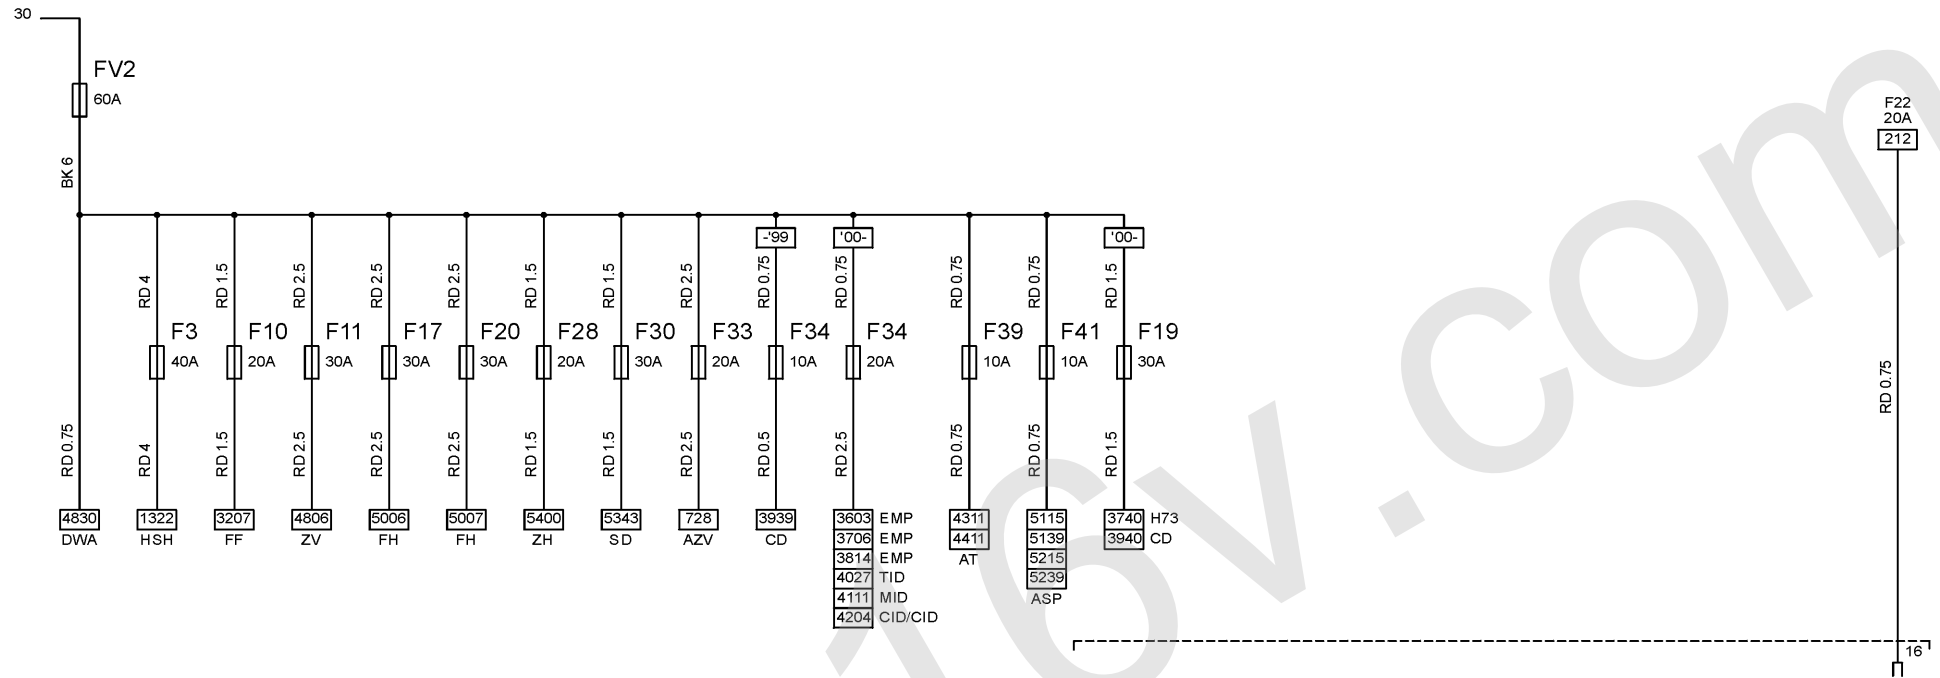 30
FV2
60A
BK 6
F22
20A
212
-'99
'00-
'00-
RD 4
RD 1.5
RD 2.5
RD 2.5
RD 2.5
RD 1.5
RD 1.5
RD 2.5
RD 0.75
RD 0.75
RD 0.75
RD 0.75
RD 1.5
F3
F10
F11
F17
F20
F28
F30
F33
F34
F34
F39
F41
F19
40A
20A
30A
30A
30A
20A
30A
20A
10A
20A
10A
10A
30A
RD 0.75
RD 0.75
RD 4
RD 1.5
RD 2.5
RD 2.5
RD 2.5
RD 1.5
RD 1.5
RD 2.5
RD 0.5
RD 2.5
RD 0.75
RD 0.75
RD 1.5
4830
1322
3207
4806
5006
5007
5400
5343
728
3939
3603 EMP
4311
5115
3740 H73
DWA
HSH
FF
ZV
FH
FH
ZH
SD
AZV
CD
3706 EMP
4411
5139
3940 CD
3814 EMP
AT
5215
4027 TID
5239
4111 MID
ASP
4204 CID/CID
16
16v.com